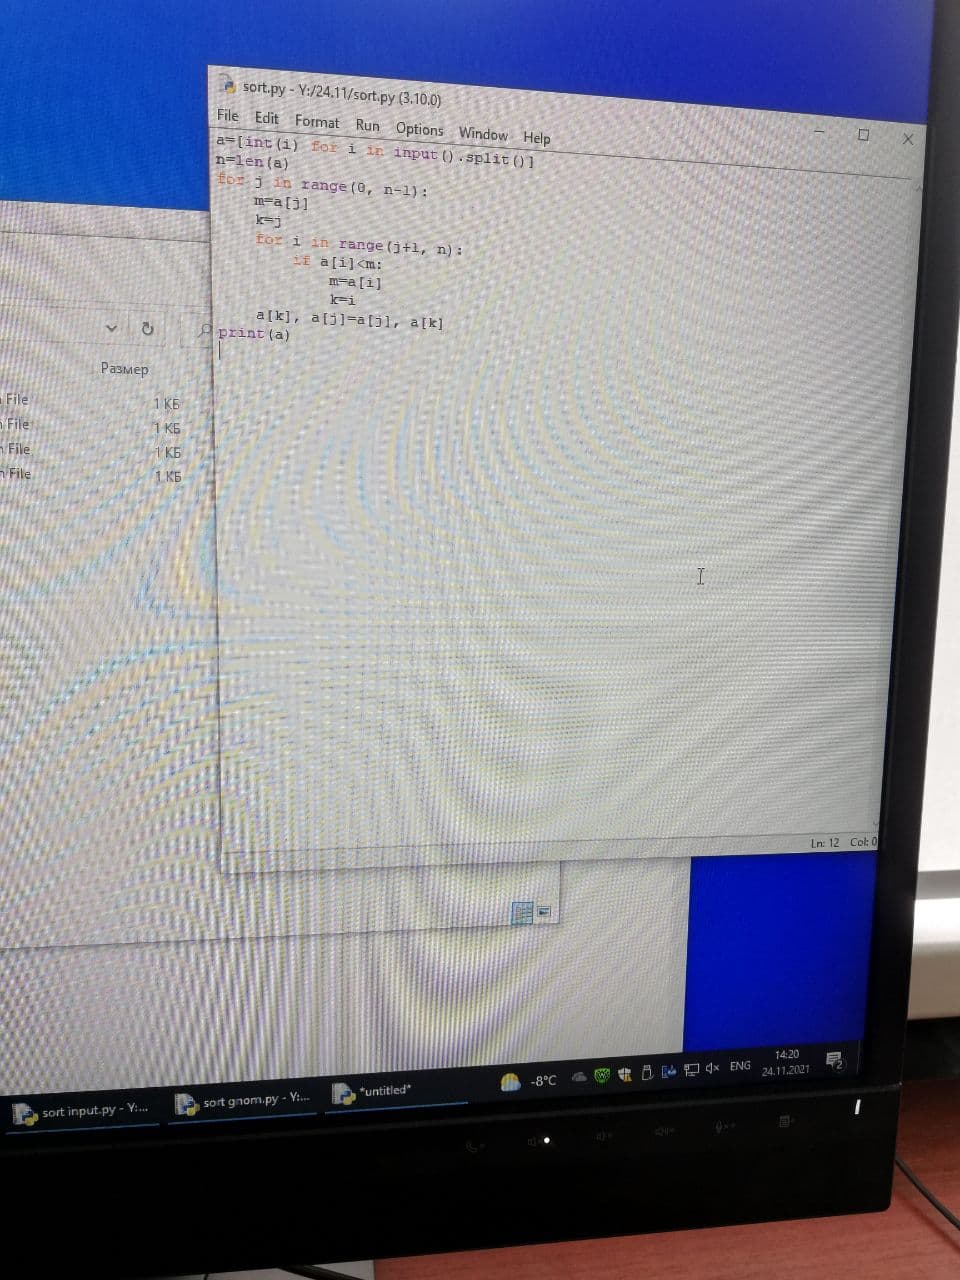 sort.py - Y:/24.11/sort.py (3.10.0)
File Edit Format Run Options Window Help
a=[int(i) for i in input().split()]
n=len(a)
for j in range(0, n-1):
    m=a[j]
    k=j
    for i in range(j+1, n):
        if a[i]<m:
            m=a[i]
            k=i
    a[k], a[j]=a[j], a[k]
print(a)
Размер
File 1 КБ
File 1 КБ
File 1 КБ
File 1 КБ
Ln: 12 Col: 0
sort input.py - Y:...
sort gnom.py - Y:...
*untitled*
-8°C
ENG
14:20
24.11.2021
2